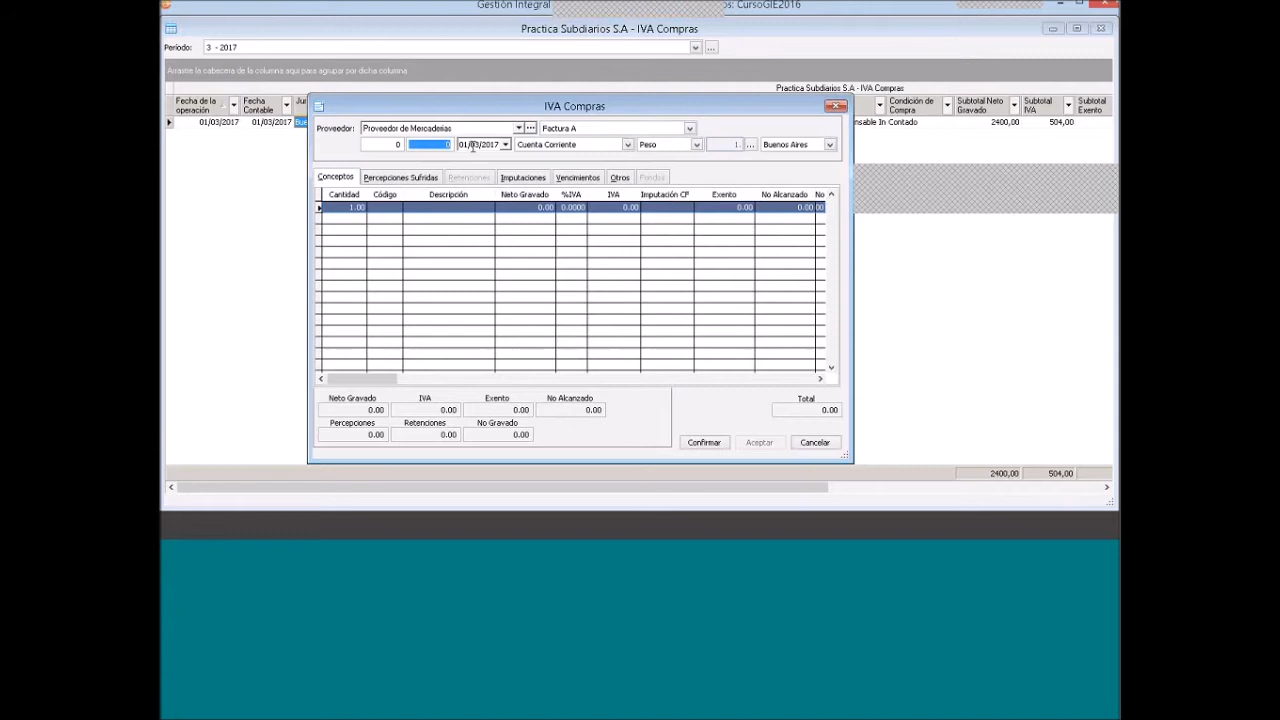 Gestión Integral os: CursoGIE2016
Practica Subdiarios S.A - IVA Compras
Período: 3 - 2017
Arrastre la cabecera de la columna aqui para agrupar por dicha columna
Practica Subdiarios S.A - IVA Compras
Fecha de la operación Fecha Contable Condición de Compra Subtotal Neto Gravado Subtotal IVA Subtotal Exento
01/03/2017 01/03/2017 Contado 2400,00 504,00
IVA Compras
Proveedor: Proveedor de Mercaderias Factura A
0 0 01/03/2017 Cuenta Corriente Peso 1. Buenos Aires
Conceptos Percepciones Sufridas Retenciones Imputaciones Vencimientos Otros Fondos
Cantidad Código Descripción Neto Gravado %IVA IVA Imputación CF Exento No Alcanzado No
1.00 0.00 0.0000 0.00 0.00 0.00 00
Neto Gravado IVA Exento No Alcanzado Total
0.00 0.00 0.00 0.00 0.00
Percepciones Retenciones No Gravado
0.00 0.00 0.00
Confirmar Aceptar Cancelar
2400,00 504,00